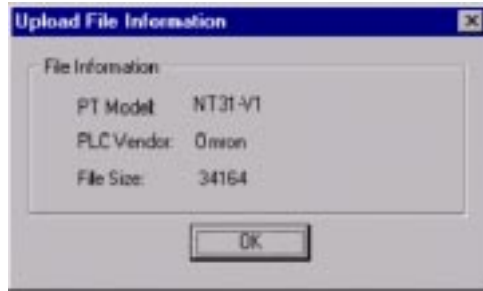 Upload File Information
File Information
PT Model: NT31-V1
PLC Vendor: Omron
File Size: 34164
OK